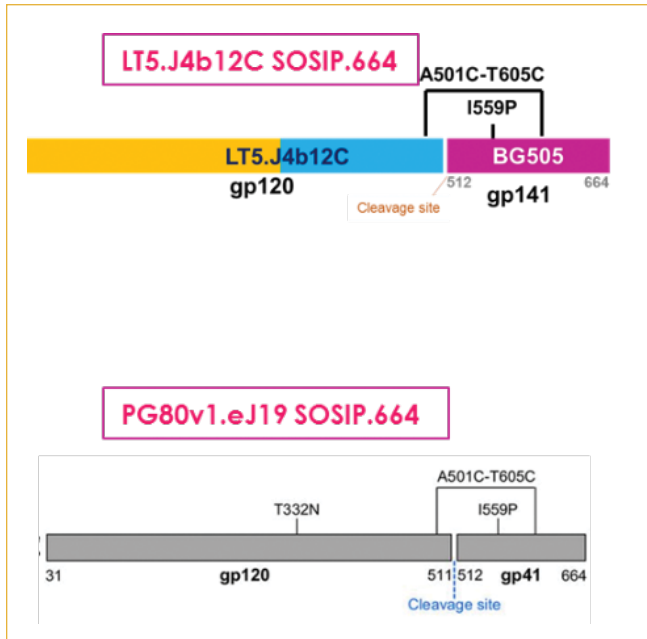 LT5.J4b12C SOSIP.664
A501C-T605C
I559P
LT5.J4b12C
BG505
gp120
512
gp141
664
Cleavage site
PG80v1.eJ19 SOSIP.664
A501C-T605C
T332N
I559P
31
gp120
511
512
gp41
664
Cleavage site